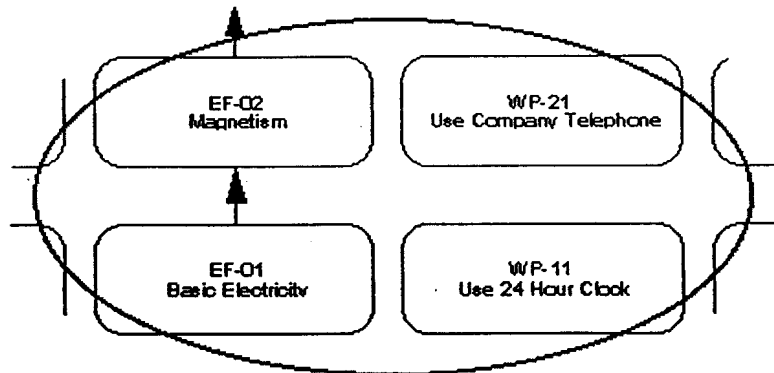 EF-02
Magnetism
WP-21
Use Company Telephone
EF-01
Basic Electricity
WP-11
Use 24 Hour Clock